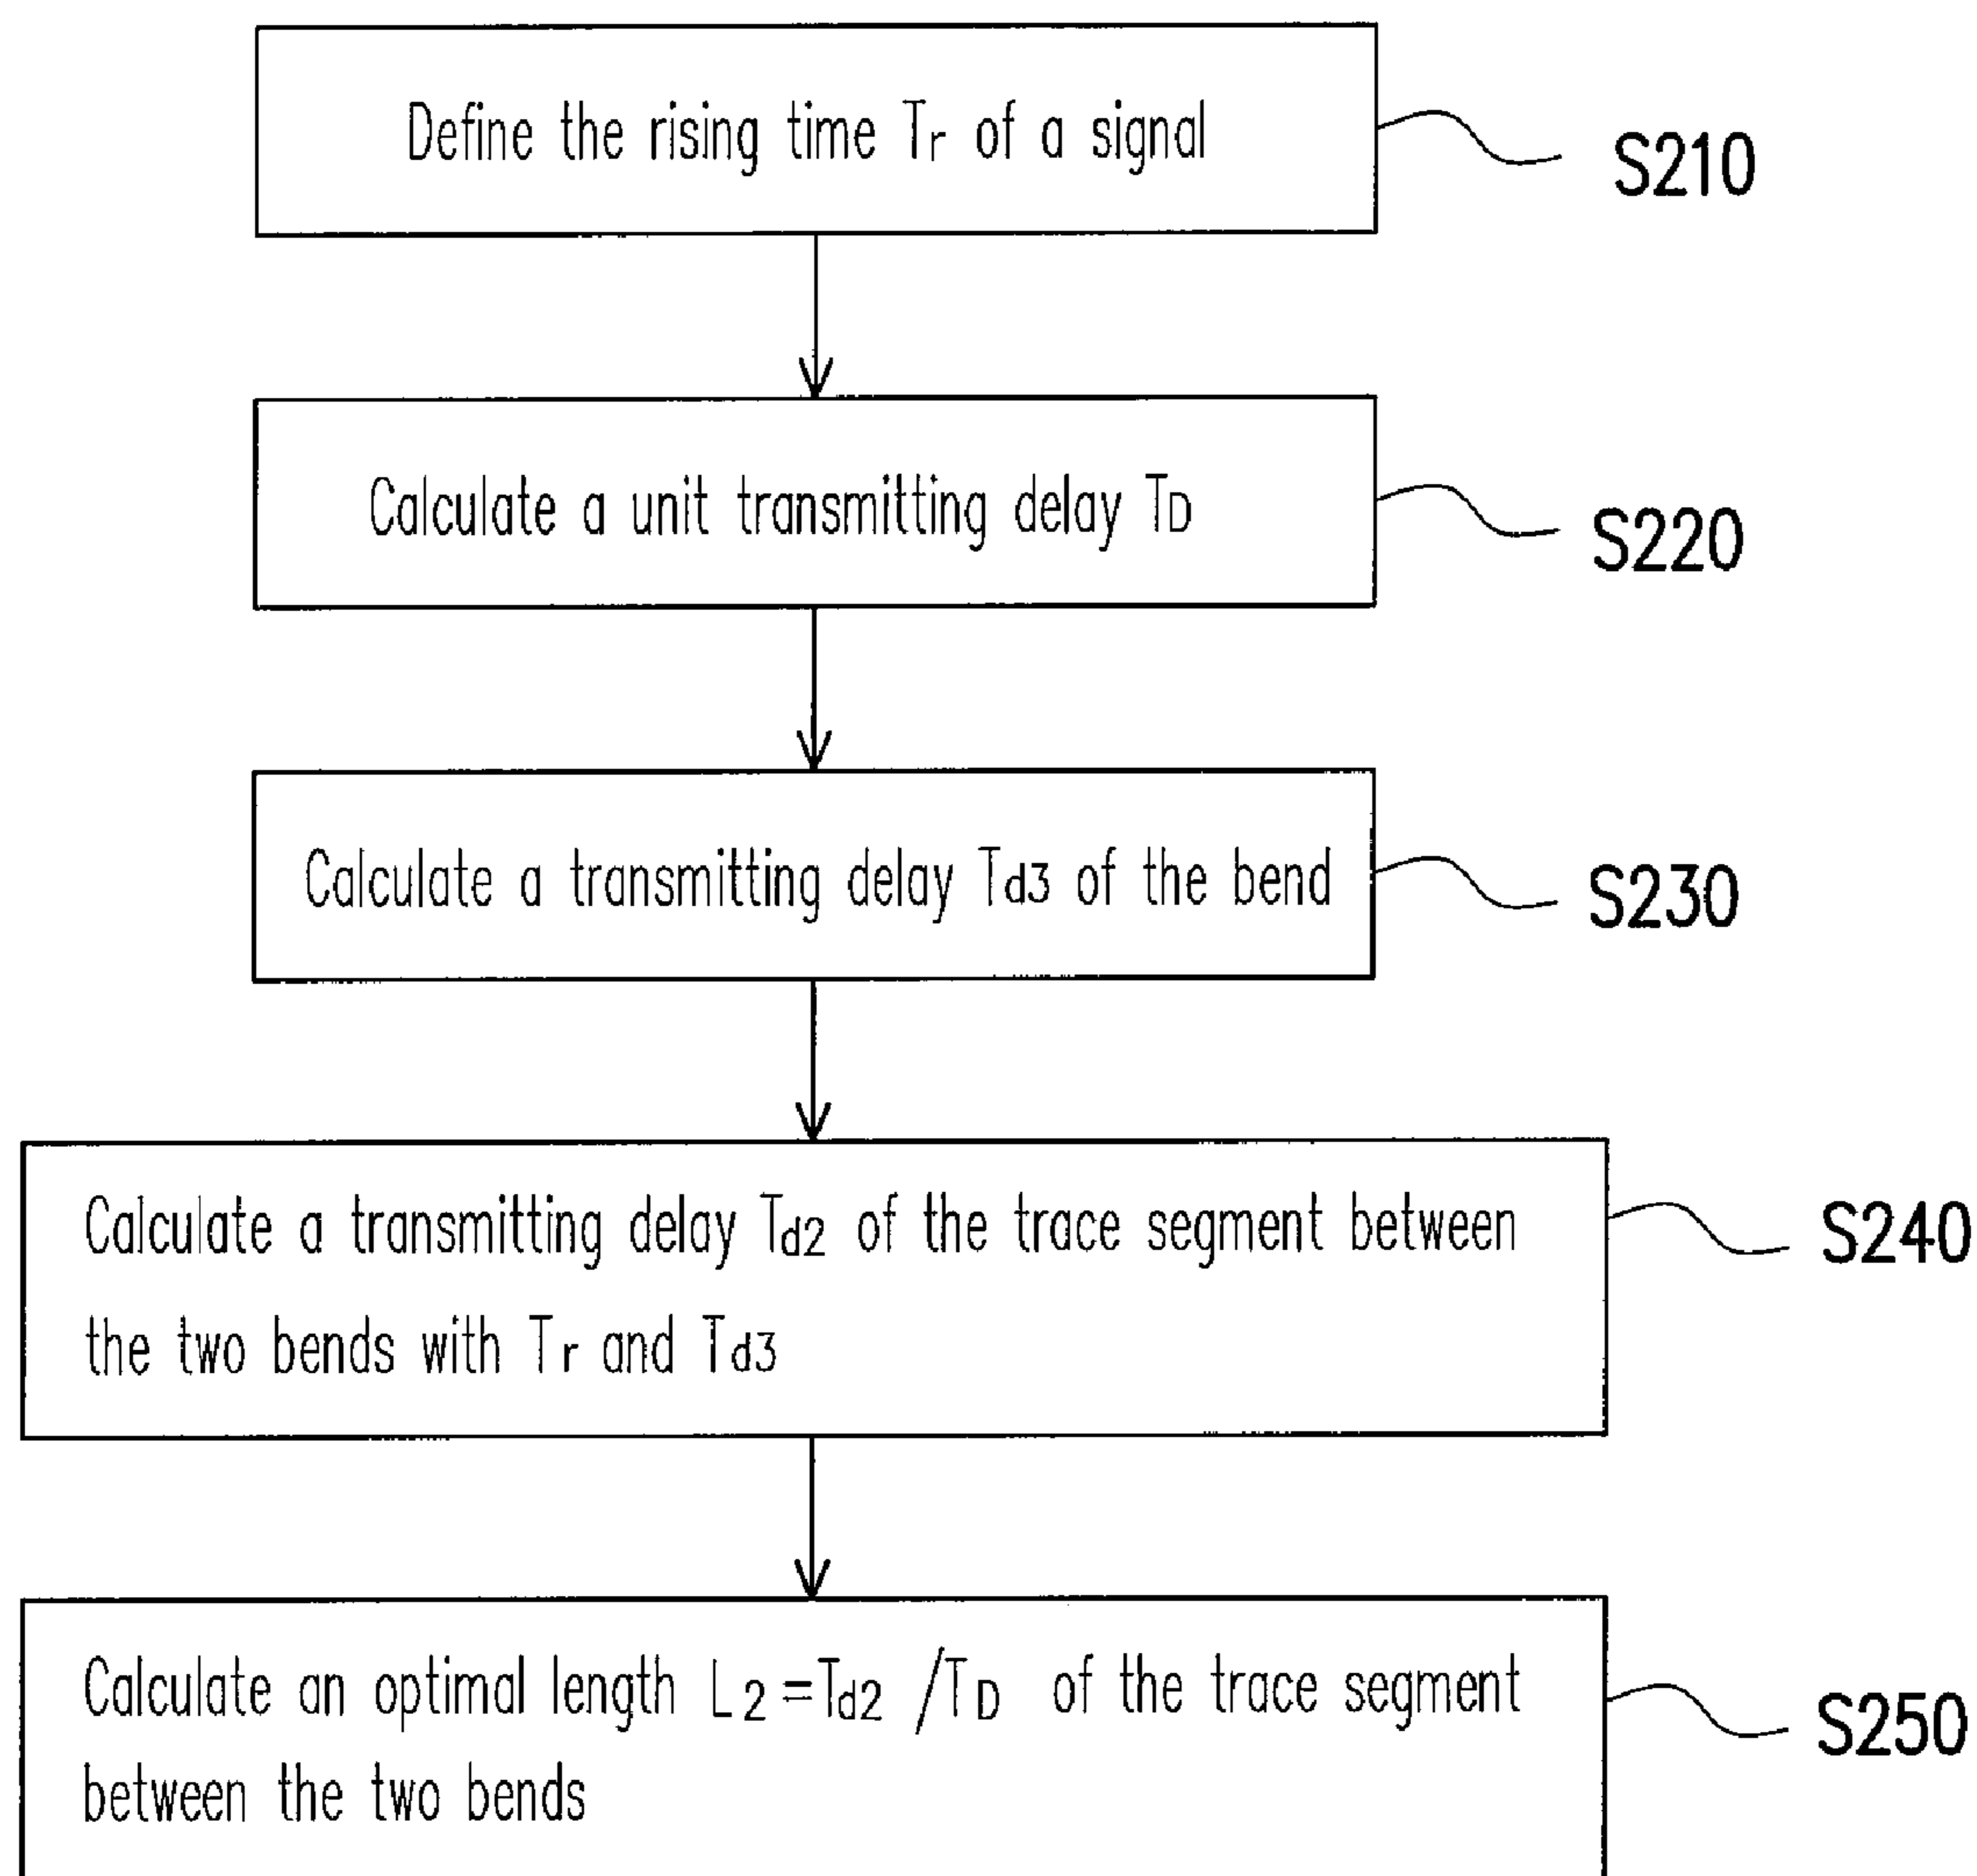 Define the rising time Tr of a signal
S210
Calculate a unit transmitting delay TD
S220
Calculate a transmitting delay Td3 of the bend
S230
Calculate a transmitting delay Td2 of the trace segment between
the two bends with Tr and Td3
S240
Calculate an optimal length L2=Td2/TD of the trace segment
between the two bends
S250